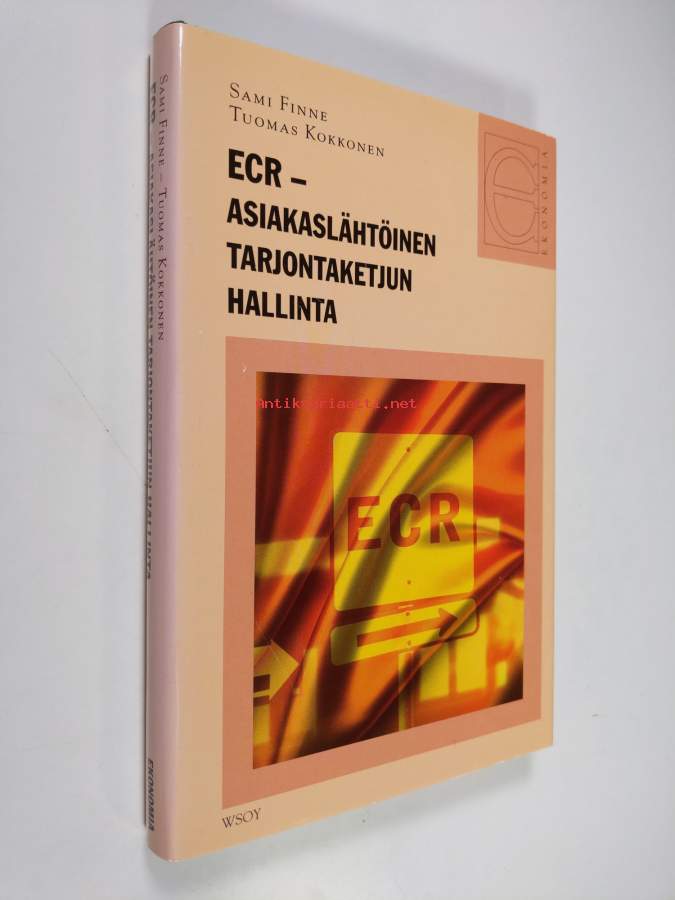 SAMI FINNE
TUOMAS KOKKONEN
ECR –
ASIAKASLÄHTÖINEN
TARJONTAKETJUN
HALLINTA
EKONOMIA
Antikvariaatti.net
ECR
WSOY
SAMI FINNE – TUOMAS KOKKONEN
EKONOMIA